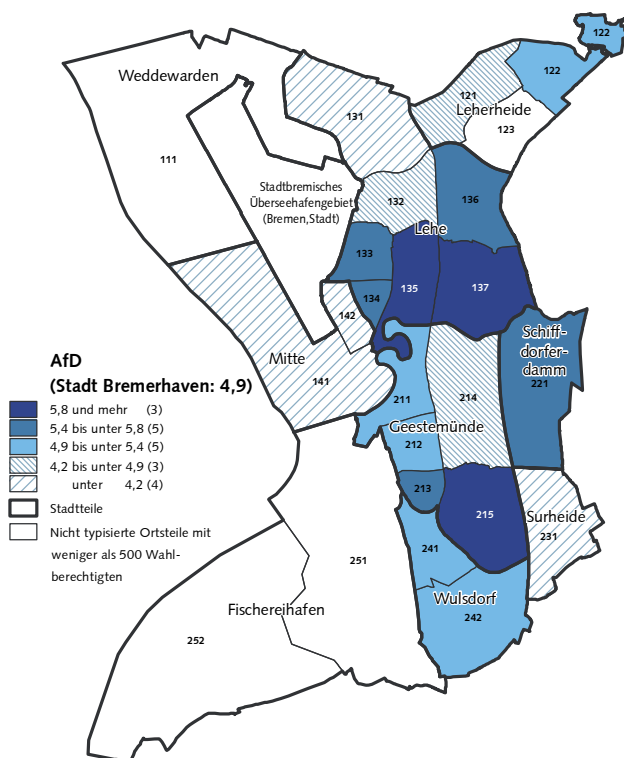 122
Weddewarden
122
121
Leherheide
131
123
111
Stadtbremisches
Überseehafengebiet
(Bremen,Stadt)
132
136
Lehe
133
135
137
134
142
Schiff-
dorfer-
damm
Mitte
141
221
AfD
(Stadt Bremerhaven: 4,9)
5,8 und mehr (3)
5,4 bis unter 5,8 (5)
4,9 bis unter 5,4 (5)
4,2 bis unter 4,9 (3)
unter 4,2 (4)
Stadtteile
Nicht typisierte Ortsteile mit
weniger als 500 Wahl-
berechtigten
211
214
Geestemünde
212
213
215
Surheide
231
241
251
Wulsdorf
Fischereihafen
242
252